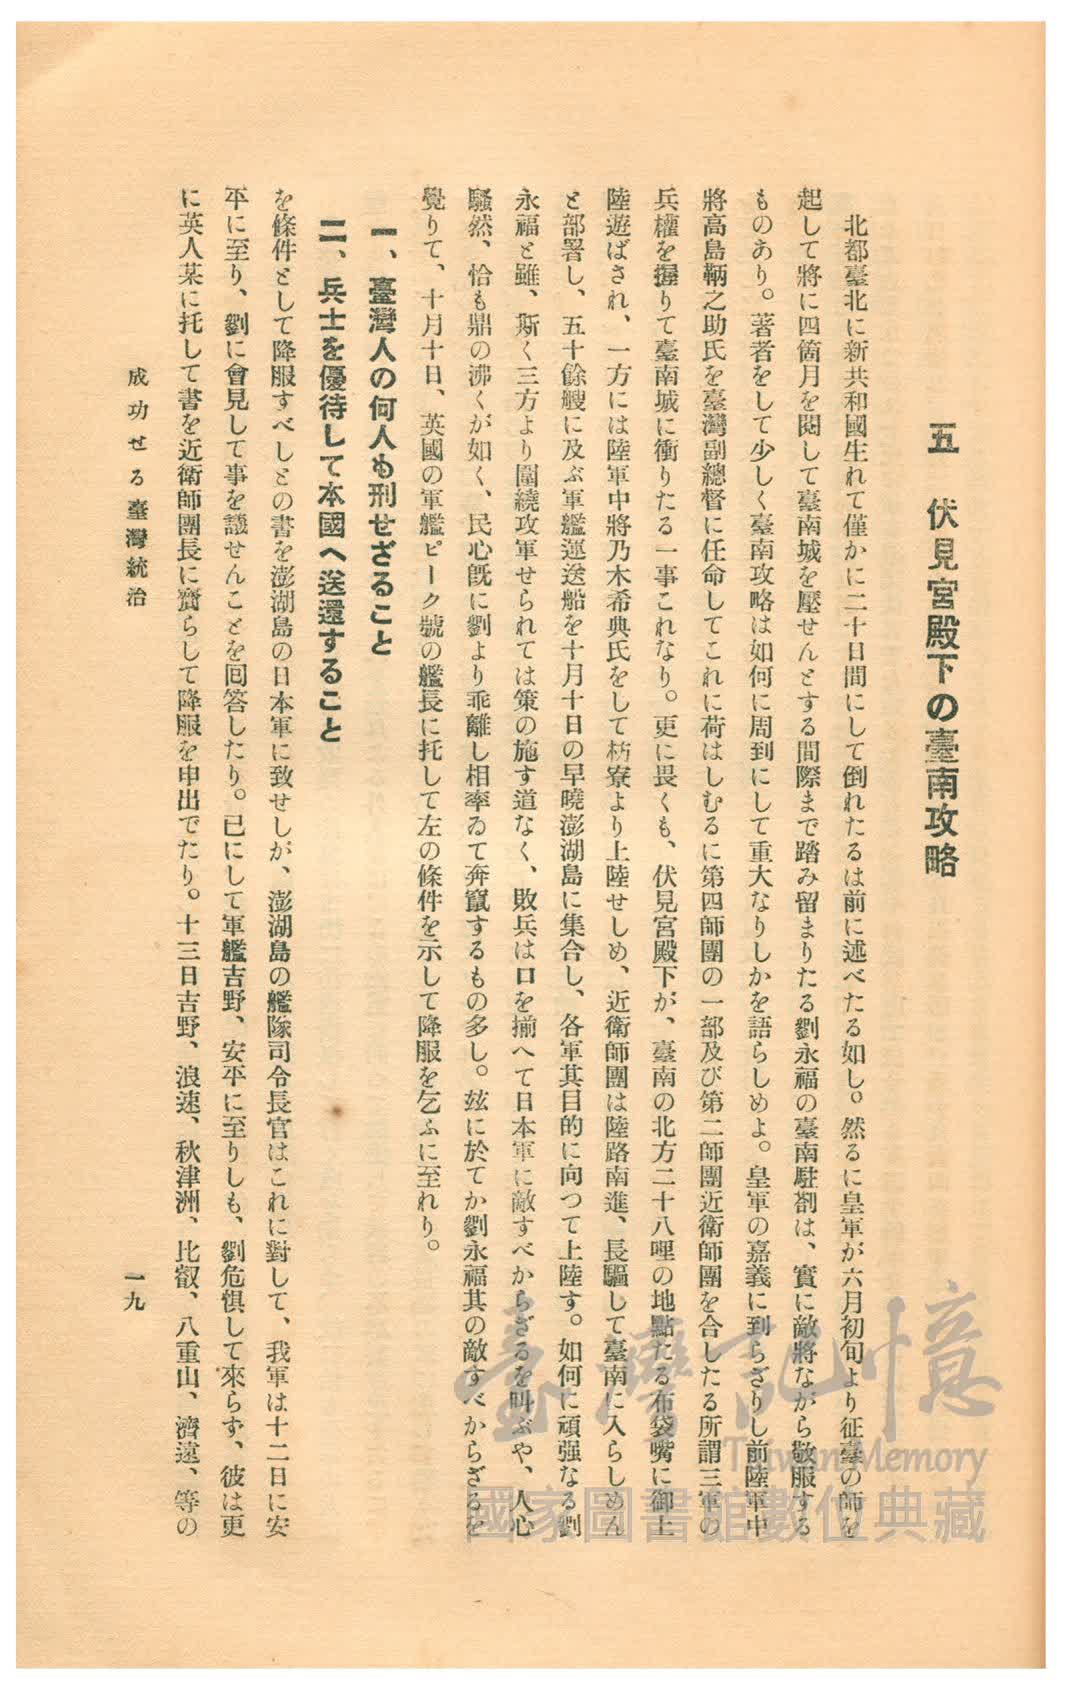 五　伏見宮殿下の臺南攻略
北都臺北に新共和國生れて僅かに二十日間にして倒れたるは前に述べたる如し。然るに皇軍が六月初旬より征臺の師を
起して將に四箇月を閱して臺南城を壓せんとする間際まで踏み留まりたる劉永福の臺南駐剳は、實に敵將ながら敬服する
ものあり。著者をして少しく臺南攻略は如何に周到にして重大なりしかを語らしめよ。皇軍の嘉義に到らざりし前陸軍中
將高島鞆之助氏を臺灣副總督に任命してこれに荷はしむるに第四師團の一部及び第二師團近衛師團を合したる所謂三軍の
兵權を握りて臺南城に衝りたる一事これなり。更に畏くも、伏見宮殿下が、臺南の北方二十八哩の地點たる布袋嘴に御上
陸遊ばされ、一方には陸軍中將乃木希典氏をして枋寮より上陸せしめ、近衛師團は陸路南進、長驅して臺南に入らしめん
と部署し、五十餘艘に及ぶ軍艦運送船を十月十日の早曉澎湖島に集合し、各軍其目的に向つて上陸す。如何に頑强なる劉
永福と雖、斯く三方より圍繞攻軍せられては策の施す道なく、敗兵は口を揃へて日本軍に敵すべからざるを叫ぶや、人心
騷然、恰も鼎の沸くが如く、民心旣に劉より乖離し相率ゐて奔竄するもの多し。玆に於てか劉永福其の敵すべからざるを
覺りて、十月十日、英國の軍艦ピーク號の艦長に托して左の條件を示して降服を乞ふに至れり。
一、臺灣人の何人も刑せざること
二、兵士を優待して本國へ送還すること
を條件として降服すべしとの書を澎湖島の日本軍に致せしが、澎湖島の艦隊司令長官はこれに對して、我軍は十二日に安
平に至り、劉に會見して事を議せんことを囘答したり。已にして軍艦吉野、安平に至りしも、劉危惧して來らず、彼は更
に英人某に托して書を近衛師團長に齎らして降服を申出でたり。十三日吉野、浪速、秋津洲、比叡、八重山、濟遠、等の
成功せる臺灣統治
一九
臺灣記憶
Taiwan Memory
國家圖書館數位典藏